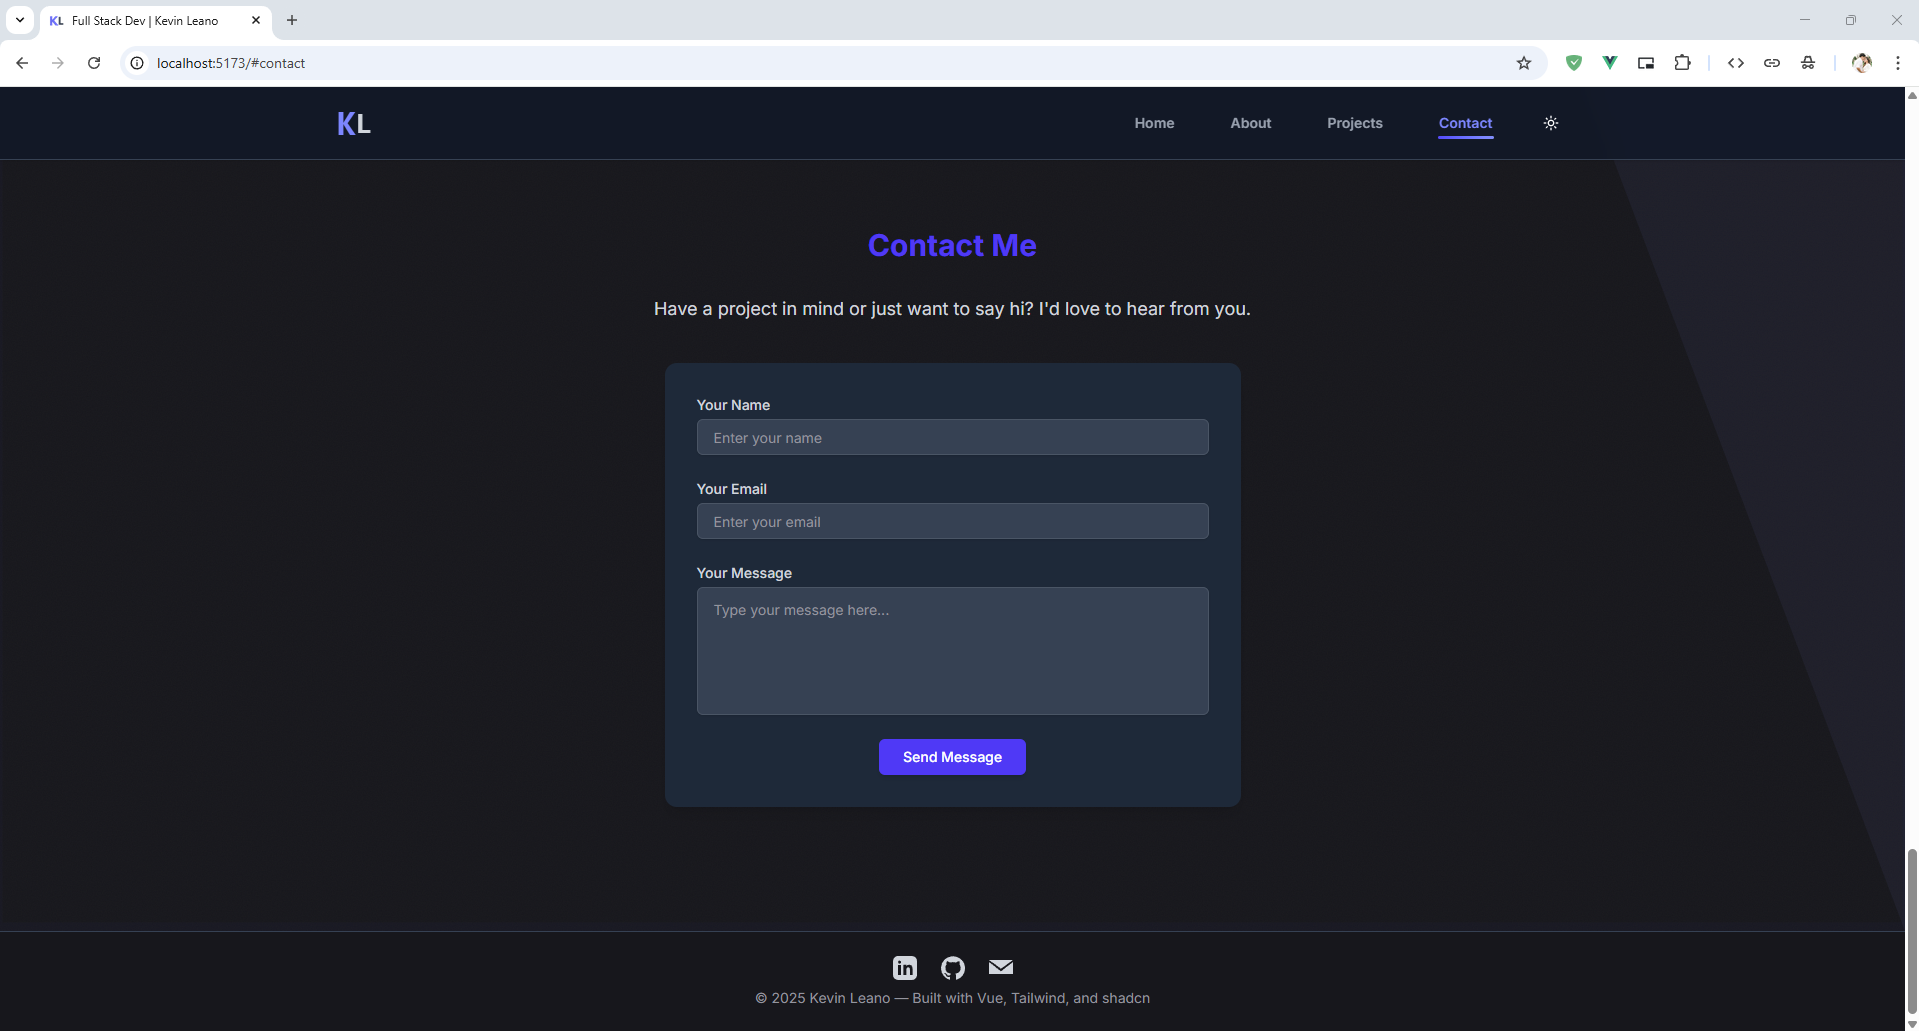 KL Full Stack Dev | Kevin Leano
localhost:5173/#contact
KL
Home
About
Projects
Contact
Contact Me
Have a project in mind or just want to say hi? I'd love to hear from you.
Your Name
Enter your name
Your Email
Enter your email
Your Message
Type your message here...
Send Message
in
© 2025 Kevin Leano — Built with Vue, Tailwind, and shadcn